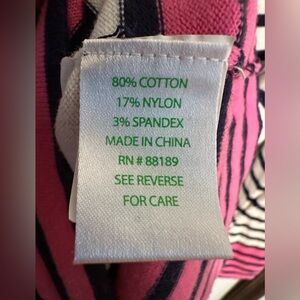 80% COTTON
17% NYLON
3% SPANDEX
MADE IN CHINA
RN # 88189
SEE REVERSE
FOR CARE